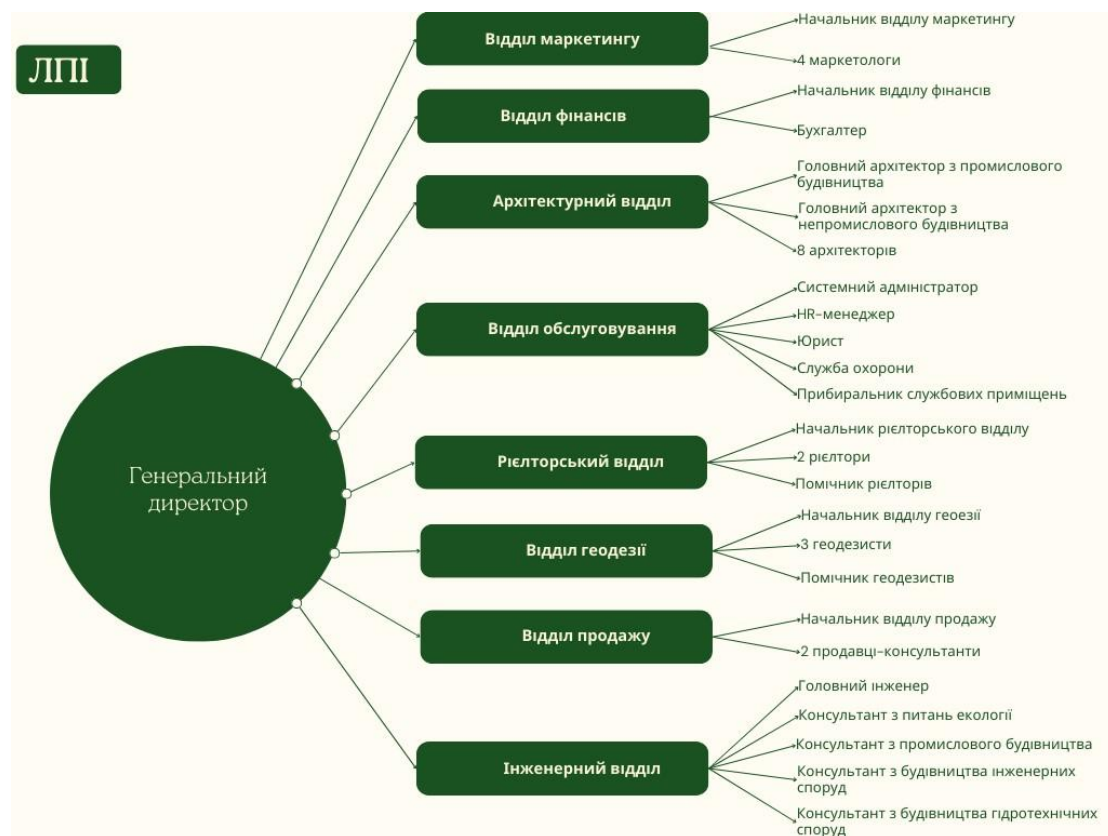 ЛПІ
Генеральний
директор
Відділ маркетингу
Начальник відділу маркетингу
4 маркетологи
Відділ фінансів
Начальник відділу фінансів
Бухгалтер
Архітектурний відділ
Головний архітектор з промислового
будівництва
Головний архітектор з
непромислового будівництва
8 архітекторів
Відділ обслуговування
Системний адміністратор
HR-менеджер
Юрист
Служба охорони
Прибиральник службових приміщень
Рієлторський відділ
Начальник рієлторського відділу
2 рієлтори
Помічник рієлторів
Відділ геодезії
Начальник відділу геоезії
3 геодезисти
Помічник геодезистів
Відділ продажу
Начальник відділу продажу
2 продавці-консультанти
Інженерний відділ
Головний інженер
Консультант з питань екології
Консультант з промислового будівництва
Консультант з будівництва інженерних
споруд
Консультант з будівництва гідротехнічних
споруд